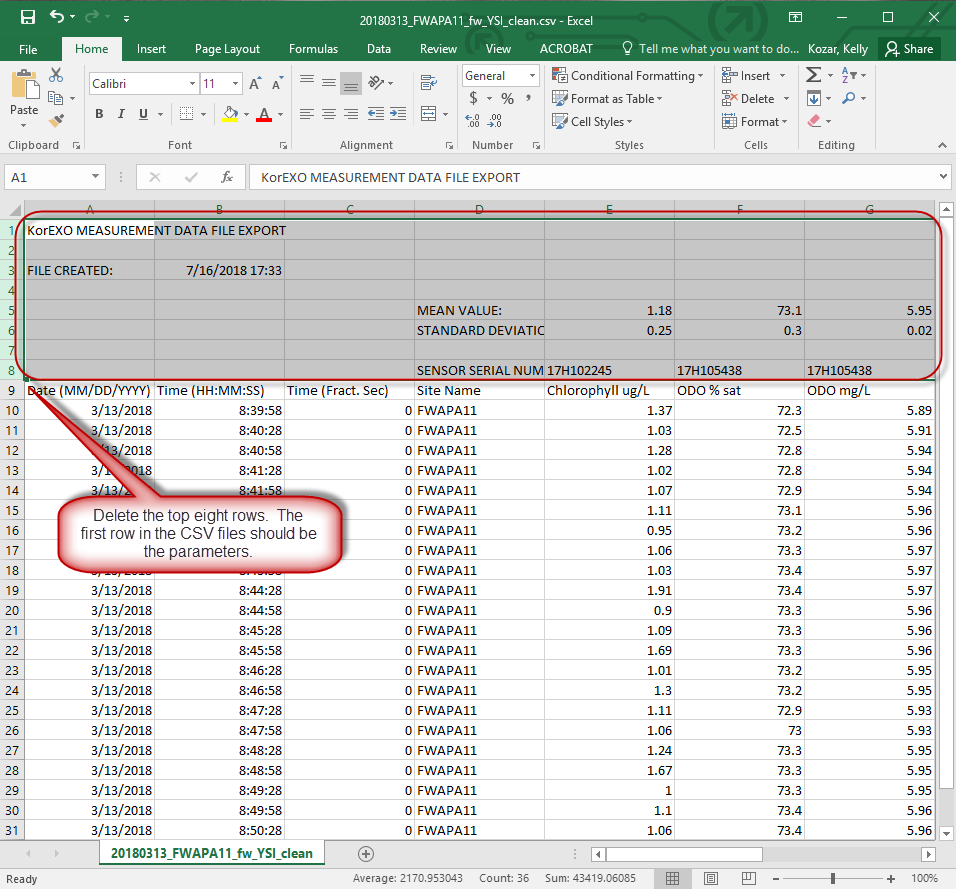 20180313_FWAPA11_fw_YSI_clean.csv - Excel
File Home Insert Page Layout Formulas Data Review View ACROBAT Tell me what you want to do... Kozar, Kelly Share
Calibri 11 General Conditional Formatting Insert
Paste $ % , Format as Table Delete
B I U Cell Styles Format
Clipboard Font Alignment Number Styles Cells Editing
A1 fx KorEXO MEASUREMENT DATA FILE EXPORT
A B C D E F G
1 KorEXO MEASUREMENT DATA FILE EXPORT
2
3 FILE CREATED: 7/16/2018 17:33
4
5 MEAN VALUE: 1.18 73.1 5.95
6 STANDARD DEVIATIC 0.25 0.3 0.02
7
8 SENSOR SERIAL NUM 17H102245 17H105438 17H105438
9 Date (MM/DD/YYYY) Time (HH:MM:SS) Time (Fract. Sec) Site Name Chlorophyll ug/L ODO % sat ODO mg/L
10 3/13/2018 8:39:58 0 FWAPA11 1.37 72.3 5.89
11 3/13/2018 8:40:28 0 FWAPA11 1.03 72.5 5.91
12 3/13/2018 8:40:58 0 FWAPA11 1.28 72.8 5.94
13 3/13/2018 8:41:28 0 FWAPA11 1.02 72.8 5.94
14 3/13/2018 8:41:58 0 FWAPA11 1.07 72.9 5.94
15 0 FWAPA11 1.11 73.1 5.96
16 0 FWAPA11 0.95 73.2 5.96
17 0 FWAPA11 1.06 73.3 5.97
18 0 FWAPA11 1.03 73.4 5.97
Delete the top eight rows. The
first row in the CSV files should be
the parameters.
19 3/13/2018 8:44:28 0 FWAPA11 1.91 73.4 5.97
20 3/13/2018 8:44:58 0 FWAPA11 0.9 73.3 5.96
21 3/13/2018 8:45:28 0 FWAPA11 1.09 73.3 5.96
22 3/13/2018 8:45:58 0 FWAPA11 1.69 73.3 5.96
23 3/13/2018 8:46:28 0 FWAPA11 1.01 73.2 5.95
24 3/13/2018 8:46:58 0 FWAPA11 1.3 73.2 5.95
25 3/13/2018 8:47:28 0 FWAPA11 1.11 72.9 5.93
26 3/13/2018 8:47:58 0 FWAPA11 1.06 73 5.93
27 3/13/2018 8:48:28 0 FWAPA11 1.24 73.3 5.95
28 3/13/2018 8:48:58 0 FWAPA11 1.67 73.3 5.95
29 3/13/2018 8:49:28 0 FWAPA11 1 73.3 5.95
30 3/13/2018 8:49:58 0 FWAPA11 1.1 73.4 5.96
31 3/13/2018 8:50:28 0 FWAPA11 1.06 73.4 5.96
20180313_FWAPA11_fw_YSI_clean
Ready Average: 2170.953043 Count: 36 Sum: 43419.06085 100%